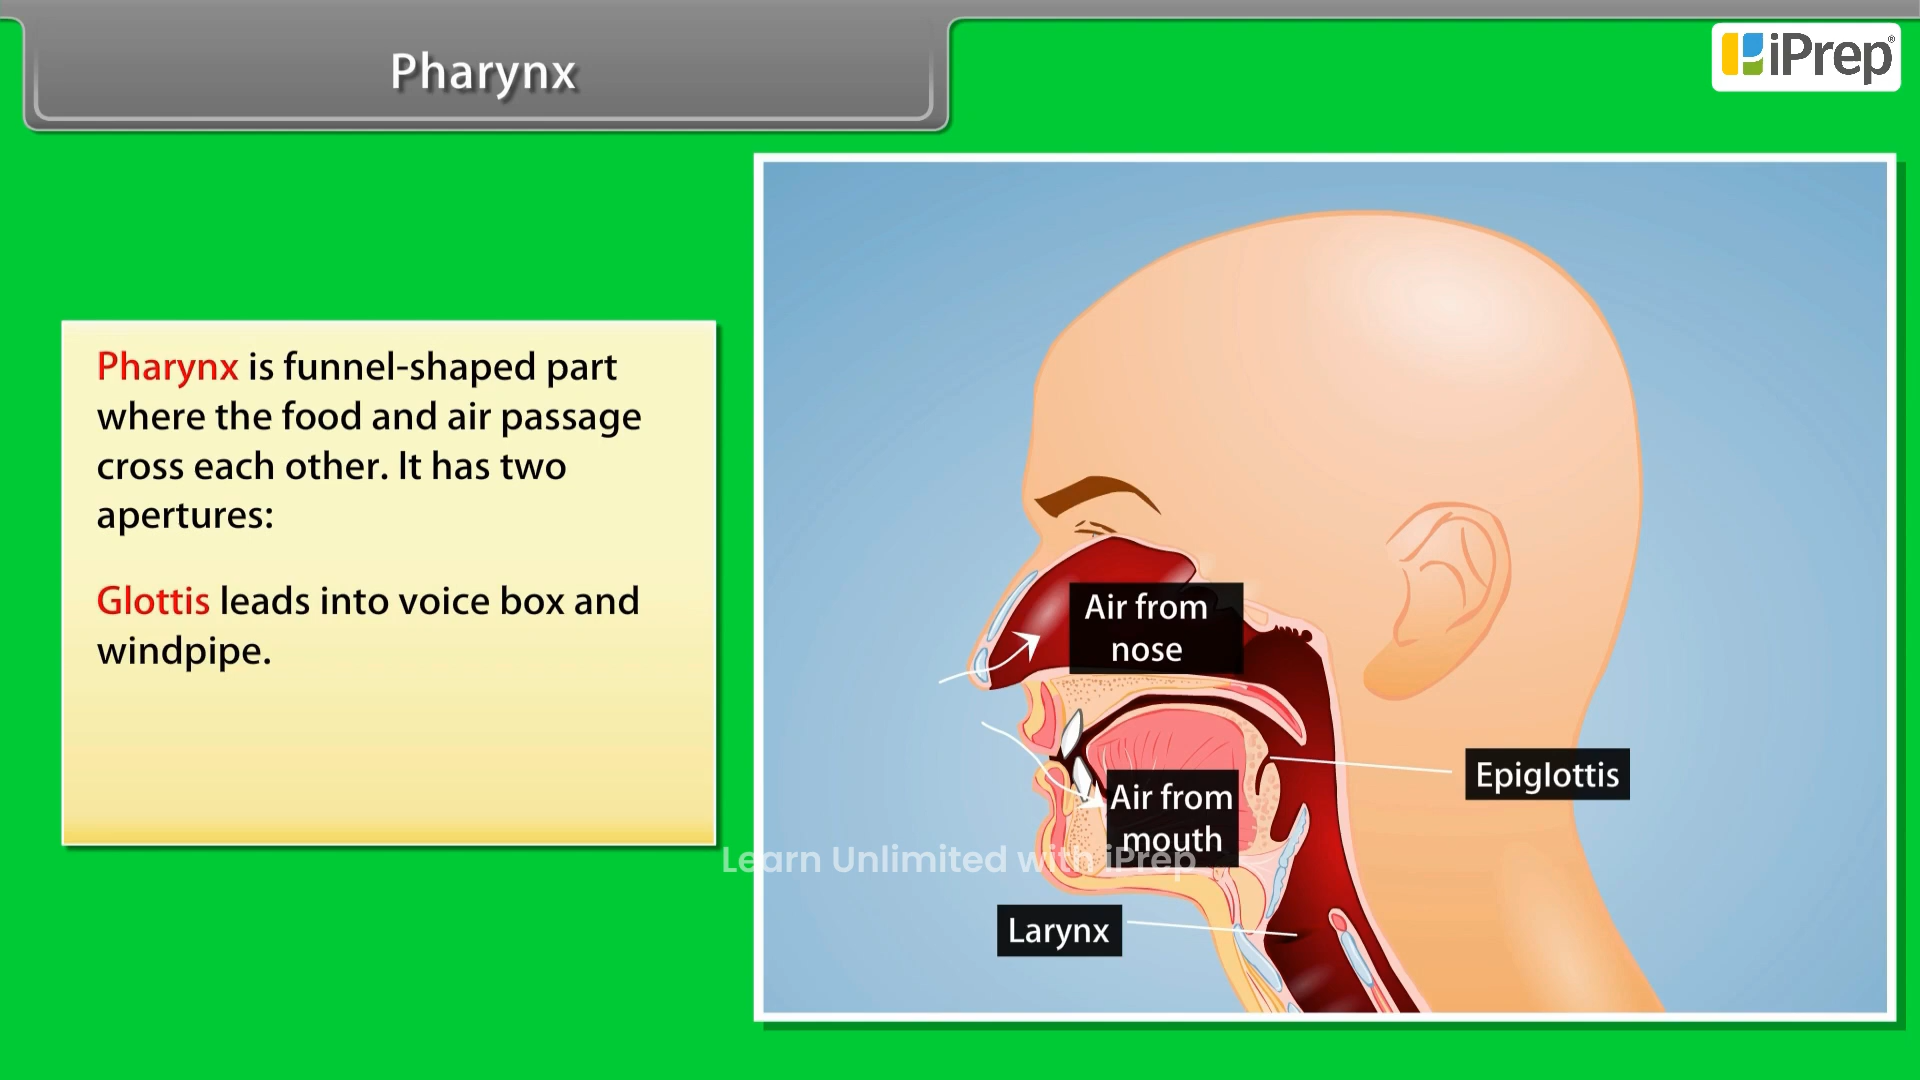 Pharynx
iPrep®
Pharynx is funnel-shaped part
where the food and air passage
cross each other. It has two
apertures:
Glottis leads into voice box and
windpipe.
Air from
nose
Epiglottis
Air from
mouth
Learn Unlimited with iPrep
Larynx